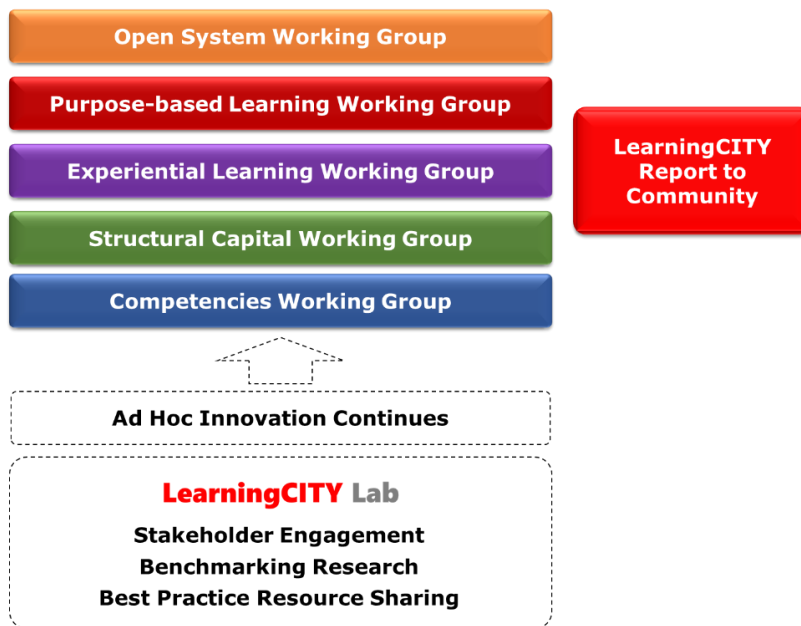 Open System Working Group
Purpose-based Learning Working Group
Experiential Learning Working Group
Structural Capital Working Group
Competencies Working Group
LearningCITY
Report to
Community
Ad Hoc Innovation Continues
LearningCITY Lab
Stakeholder Engagement
Benchmarking Research
Best Practice Resource Sharing